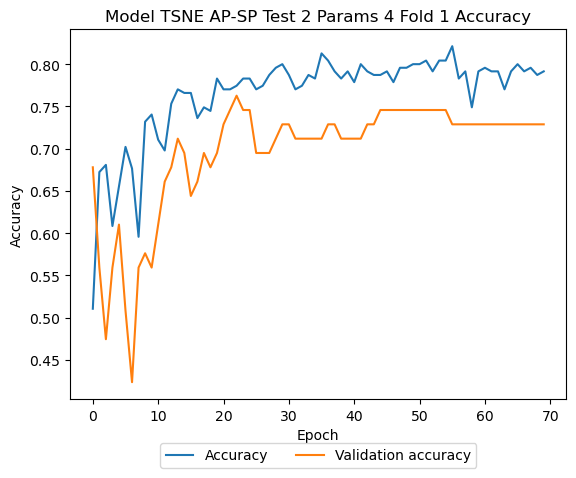 Model TSNE AP-SP Test 2 Params 4 Fold 1 Accuracy
0.80
0.75
0.70
0.65
0.60
0.55
0.50
0.45
Accuracy
0 10 20 30 40 50 60 70
Epoch
Accuracy Validation accuracy